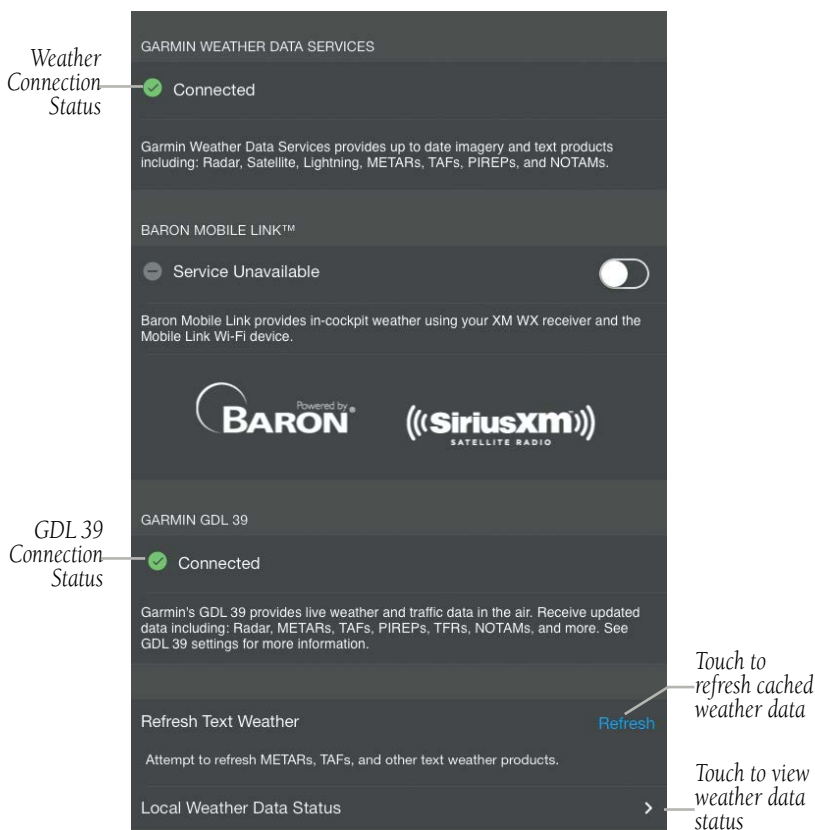 GARMIN WEATHER DATA SERVICES
Weather
Connection
Status
Connected
Garmin Weather Data Services provides up to date imagery and text products
including: Radar, Satellite, Lightning, METARs, TAFs, PIREPs, and NOTAMs.
BARON MOBILE LINK™
Service Unavailable
Baron Mobile Link provides in-cockpit weather using your XM WX receiver and the
Mobile Link Wi-Fi device.
Powered by
BARON®
(((SiriusXM)))
SATELLITE RADIO
GARMIN GDL 39
GDL 39
Connection
Status
Connected
Garmin's GDL 39 provides live weather and traffic data in the air. Receive updated
data including: Radar, METARs, TAFs, PIREPs, TFRs, NOTAMs, and more. See
GDL 39 settings for more information.
Touch to
refresh cached
weather data
Refresh Text Weather
Refresh
Attempt to refresh METARs, TAFs, and other text weather products.
Touch to view
weather data
status
Local Weather Data Status